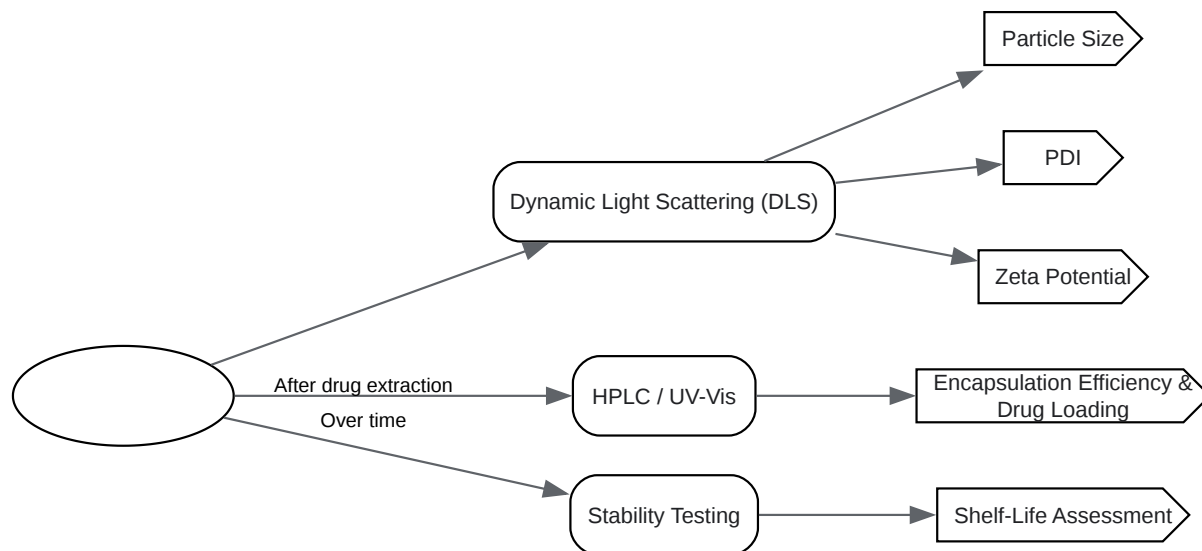 Particle Size
PDI
Dynamic Light Scattering (DLS)
Zeta Potential
After drug extraction
HPLC / UV-Vis
Encapsulation Efficiency &
Drug Loading
Over time
Stability Testing
Shelf-Life Assessment